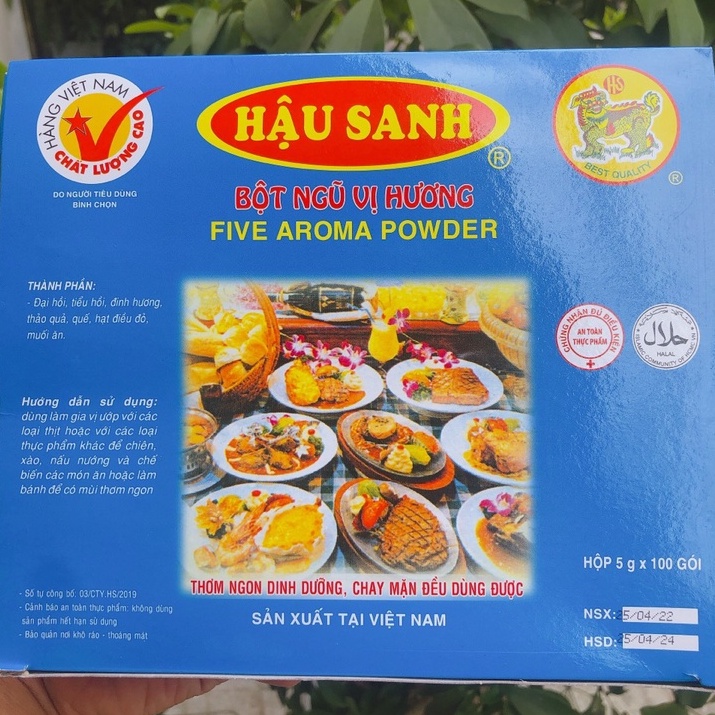 HÀNG VIỆT NAM
CHẤT LƯỢNG CAO
DO NGƯỜI TIÊU DÙNG
BÌNH CHỌN
HẬU SANH
®
HS
BEST QUALITY
®
BỘT NGŨ VỊ HƯƠNG
FIVE AROMA POWDER
THÀNH PHẦN:
- Đại hồi, tiểu hồi, đinh hương,
thảo quả, quế, hạt điều đỏ,
muối ăn.
CHỨNG NHẬN ĐỦ ĐIỀU KIỆN
AN TOÀN
THỰC PHẨM
حلال
HALAL
Hướng dẫn sử dụng:
dùng làm gia vị ướp với các
loại thịt hoặc với các loại
thực phẩm khác để chiên,
xào, nấu nướng và chế
biến các món ăn hoặc làm
bánh để có mùi thơm ngon
HỘP 5 g x 100 GÓI
THƠM NGON DINH DƯỠNG, CHAY MẶN ĐỀU DÙNG ĐƯỢC
SẢN XUẤT TẠI VIỆT NAM
- Số tự công bố: 03/CTY HS/2019
- Cảnh báo an toàn thực phẩm: không dùng
sản phẩm hết hạn sử dụng
- Bảo quản nơi khô ráo - thoáng mát
NSX: 25/04/22
HSD: 25/04/24